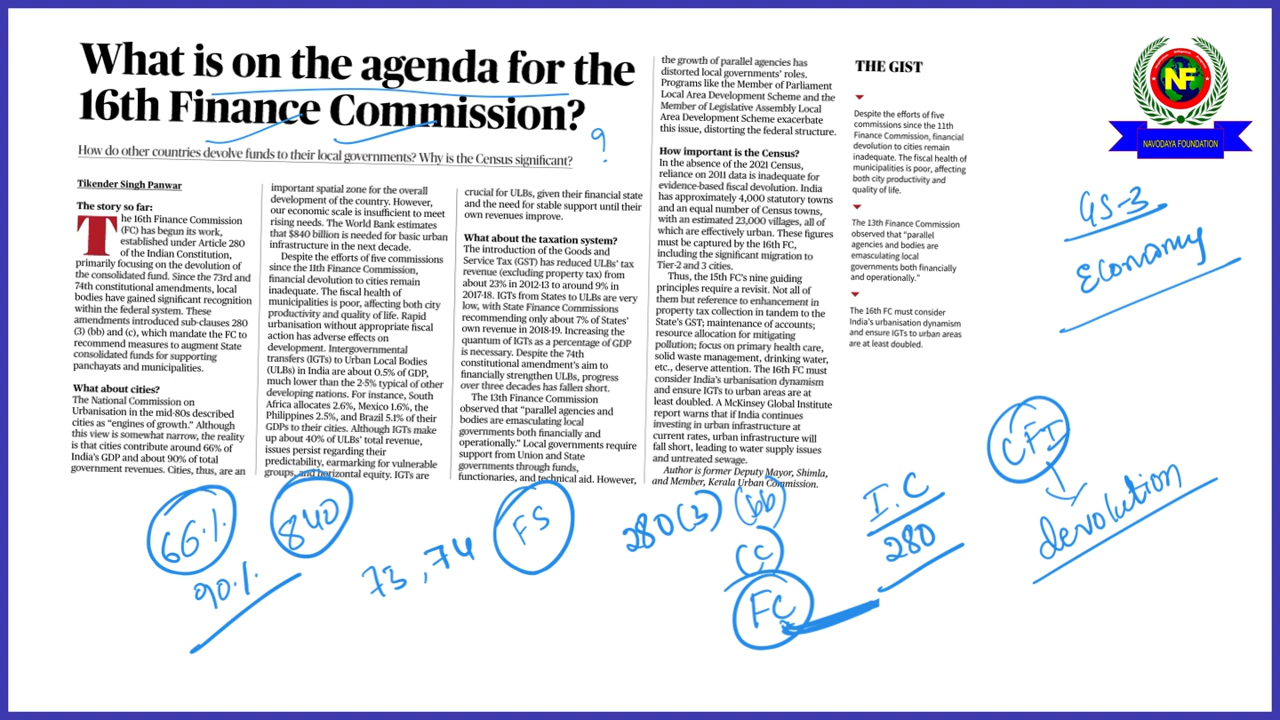 What is on the agenda for the
16th Finance Commission?
How do other countries devolve funds to their local governments? Why is the Census significant?
?
Tikender Singh Panwar
The story so far:
The 16th Finance Commission
(FC) has begun its work,
established under Article 280
of the Indian Constitution,
primarily focusing on the devolution of
the consolidated fund. Since the 73rd and
74th constitutional amendments, local
bodies have gained significant recognition
within the federal system. These
amendments introduced sub-clauses 280
(3) (bb) and (c), which mandate the FC to
recommend measures to augment State
consolidated funds for supporting
panchayats and municipalities.
What about cities?
The National Commission on
Urbanisation in the mid-80s described
cities as “engines of growth.” Although
this view is somewhat narrow, the reality
is that cities contribute around 66% of
India's GDP and about 90% of total
government revenues. Cities, thus, are an
important spatial zone for the overall
development of the country. However,
our economic scale is insufficient to meet
rising needs. The World Bank estimates
that $840 billion is needed for basic urban
infrastructure in the next decade.
Despite the efforts of five commissions
since the 11th Finance Commission,
financial devolution to cities remains
inadequate. The fiscal health of
municipalities is poor, affecting both city
productivity and quality of life. Rapid
urbanisation without appropriate fiscal
action has adverse effects on
development. Intergovernmental
transfers (IGTs) to Urban Local Bodies
(ULBs) in India are about 0.5% of GDP,
much lower than the 2-5% typical of other
developing nations. For instance, South
Africa allocates 2.6%, Mexico 1.6%, the
Philippines 2.5%, and Brazil 5.1% of their
GDPs to their cities. Although IGTs make
up about 40% of ULBs' total revenue,
issues persist regarding their
predictability, earmarking for vulnerable
groups, and horizontal equity. IGTs are
crucial for ULBs, given their financial state
and the need for stable support until their
own revenues improve.
What about the taxation system?
The introduction of the Goods and
Service Tax (GST) has reduced ULBs' tax
revenue (excluding property tax) from
about 23% in 2012-13 to around 9% in
2017-18. IGTs from States to ULBs are very
low, with State Finance Commissions
recommending only about 7% of States'
own revenue in 2018-19. Increasing the
quantum of IGTs as a percentage of GDP
is necessary. Despite the 74th
constitutional amendment's aim to
financially strengthen ULBs, progress
over three decades has fallen short.
The 13th Finance Commission
observed that “parallel agencies and
bodies are emasculating local
governments both financially and
operationally.” Local governments require
support from Union and State
governments through funds,
functionaries, and technical aid. However,
the growth of parallel agencies has
distorted local governments' roles.
Programs like the Member of Parliament
Local Area Development Scheme and the
Member of Legislative Assembly Local
Area Development Scheme exacerbate
this issue, distorting the federal structure.
How important is the Census?
In the absence of the 2021 Census,
reliance on 2011 data is inadequate for
evidence-based fiscal devolution. India
has approximately 4,000 statutory towns
and an equal number of Census towns,
with an estimated 23,000 villages, all of
which are effectively urban. These figures
must be captured by the 16th FC,
including the significant migration to
Tier-2 and 3 cities.
Thus, the 15th FC's nine guiding
principles require a revisit. Not all of
them but reference to enhancement in
property tax collection in tandem to the
State's GST; maintenance of accounts;
resource allocation for mitigating
pollution; focus on primary health care,
solid waste management, drinking water,
etc., deserve attention. The 16th FC must
consider India's urbanisation dynamism
and ensure IGTs to urban areas are at
least doubled. A McKinsey Global Institute
report warns that if India continues
investing in urban infrastructure at
current rates, urban infrastructure will
fall short, leading to water supply issues
and untreated sewage.
Author is former Deputy Mayor, Shimla,
and Member, Kerala Urban Commission.
THE GIST
Despite the efforts of five
commissions since the 11th
Finance Commission, financial
devolution to cities remains
inadequate. The fiscal health of
municipalities is poor, affecting
both city productivity and
quality of life.
The 13th Finance Commission
observed that “parallel
agencies and bodies are
emasculating local
governments both financially
and operationally.”
The 16th FC must consider
India's urbanisation dynamism
and ensure IGTs to urban areas
are at least doubled.
NF
NAVODAYA FOUNDATION
GS-3
Economy
CFI
devolution
I.C
280
280(3) (bb)
(c)
FC
FS
73, 74
840
66%
90%